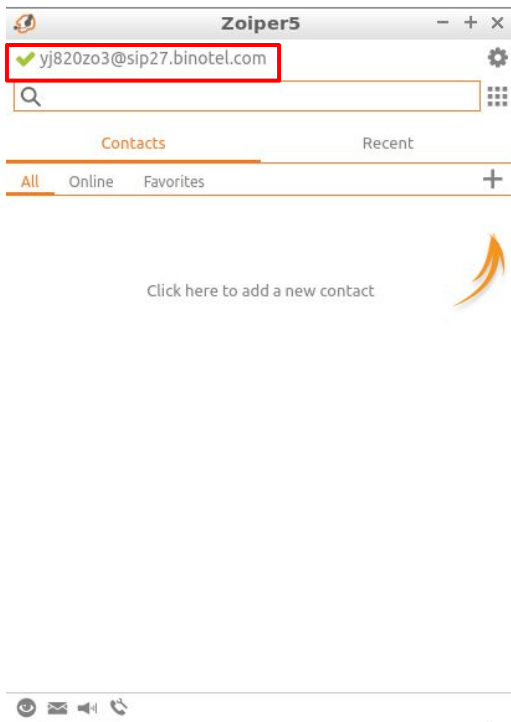 Zoiper5
yj820zo3@sip27.binotel.com
Contacts Recent
All Online Favorites
Click here to add a new contact